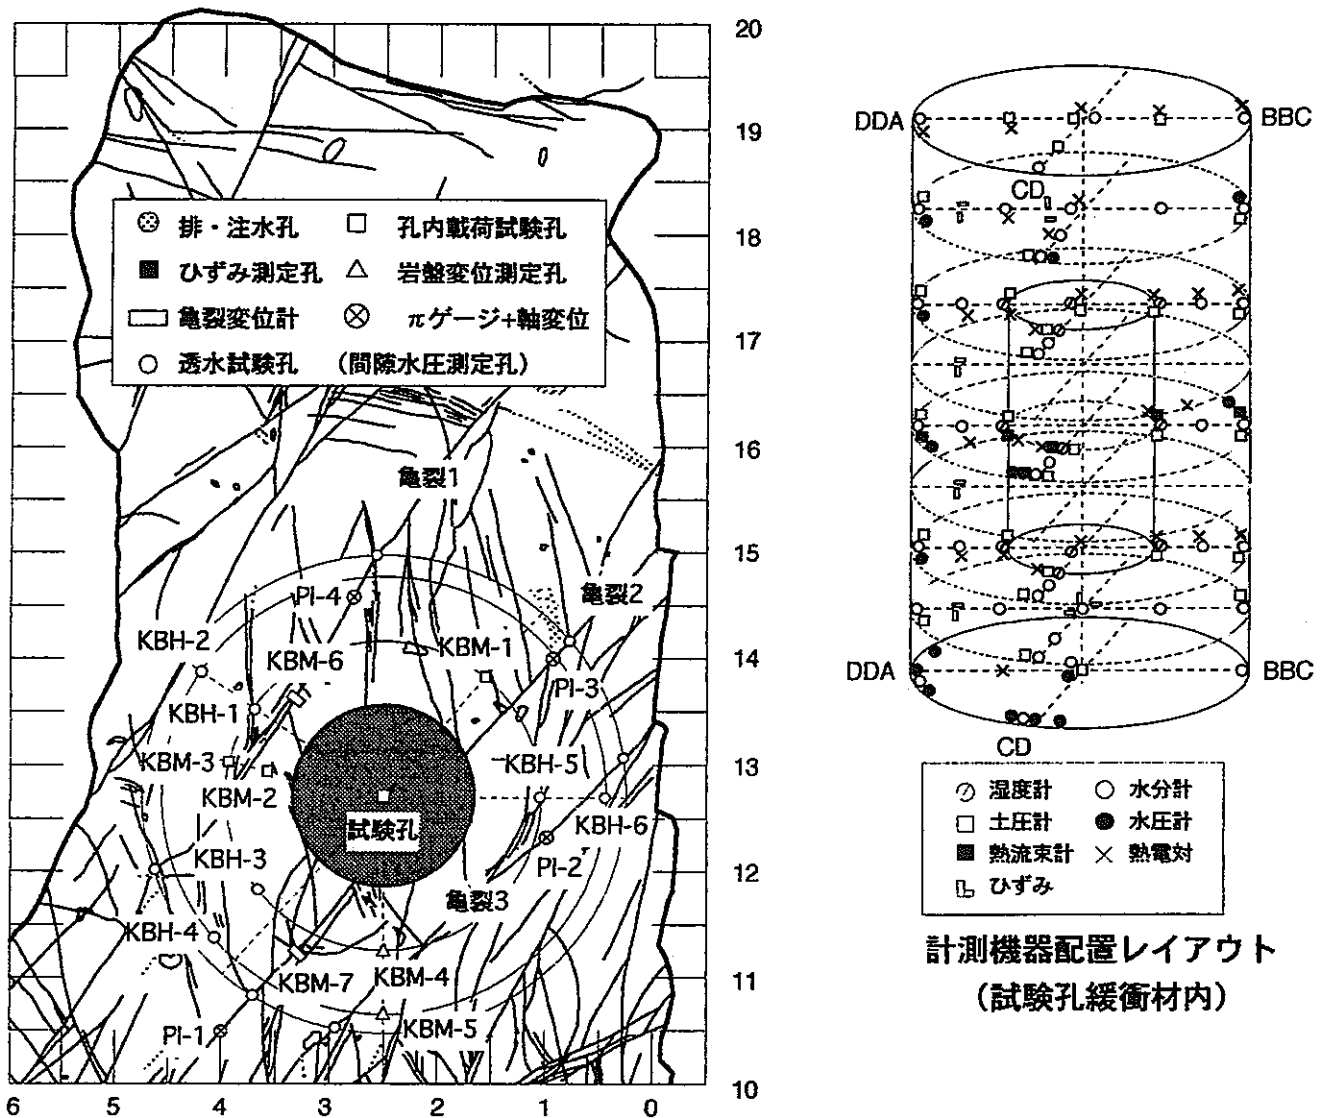 20
19
18
17
16
15
14
13
12
11
10
6 5 4 3 2 1 0
排・注水孔
孔内戴荷試験孔
ひずみ測定孔
岩盤変位測定孔
亀裂変位計
πゲージ+軸変位
透水試験孔
(間隙水圧測定孔)
亀裂1
亀裂2
PI-4
KBH-2
KBM-6
KBM-1
PI-3
KBH-1
KBM-3
KBM-2
KBH-5
試験孔
KBH-6
KBH-3
PI-2
亀裂3
KBH-4
KBM-7
KBM-4
PI-1
KBM-5
DDA
BBC
CD
DDA
BBC
CD
湿度計
水分計
土圧計
水圧計
熱流束計
熱電対
ひずみ
計測機器配置レイアウト
(試験孔緩衝材内)